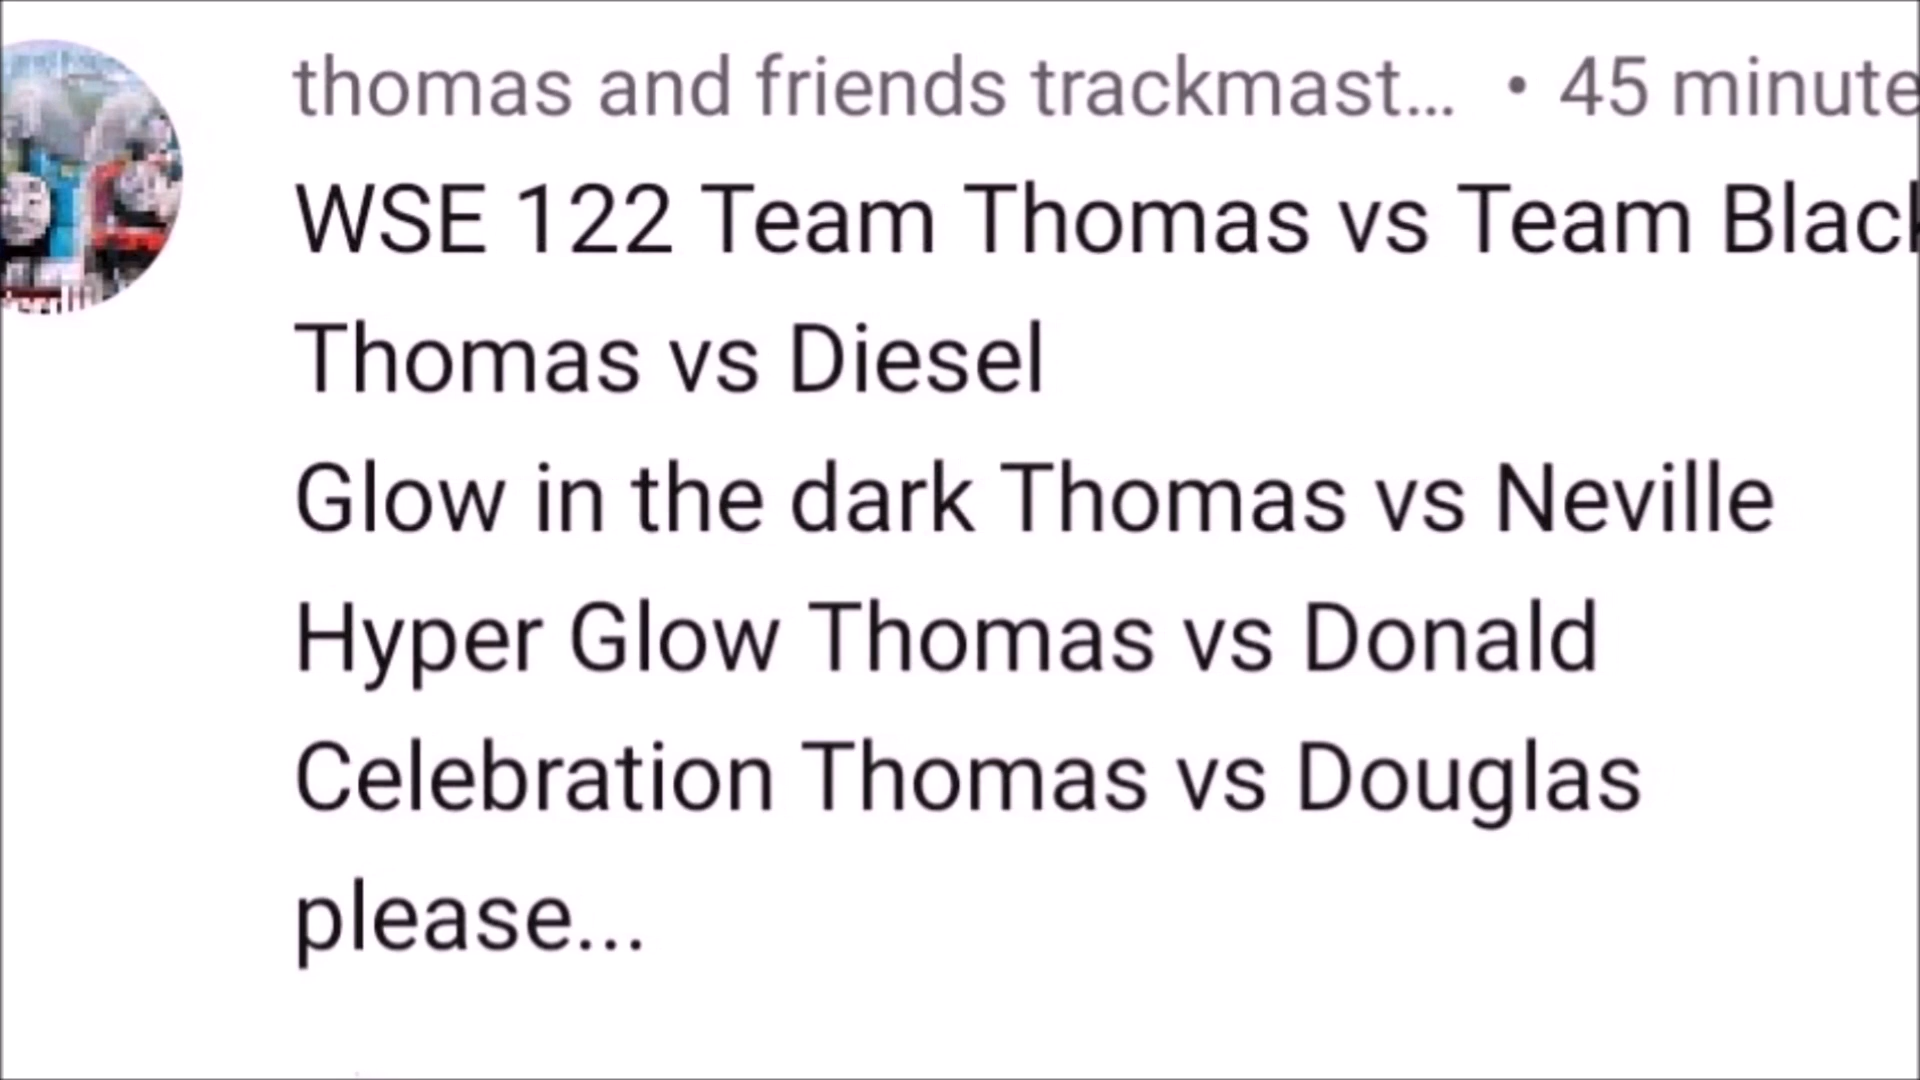 thomas and friends trackmast... • 45 minute
WSE 122 Team Thomas vs Team Black
Thomas vs Diesel
Glow in the dark Thomas vs Neville
Hyper Glow Thomas vs Donald
Celebration Thomas vs Douglas
please...